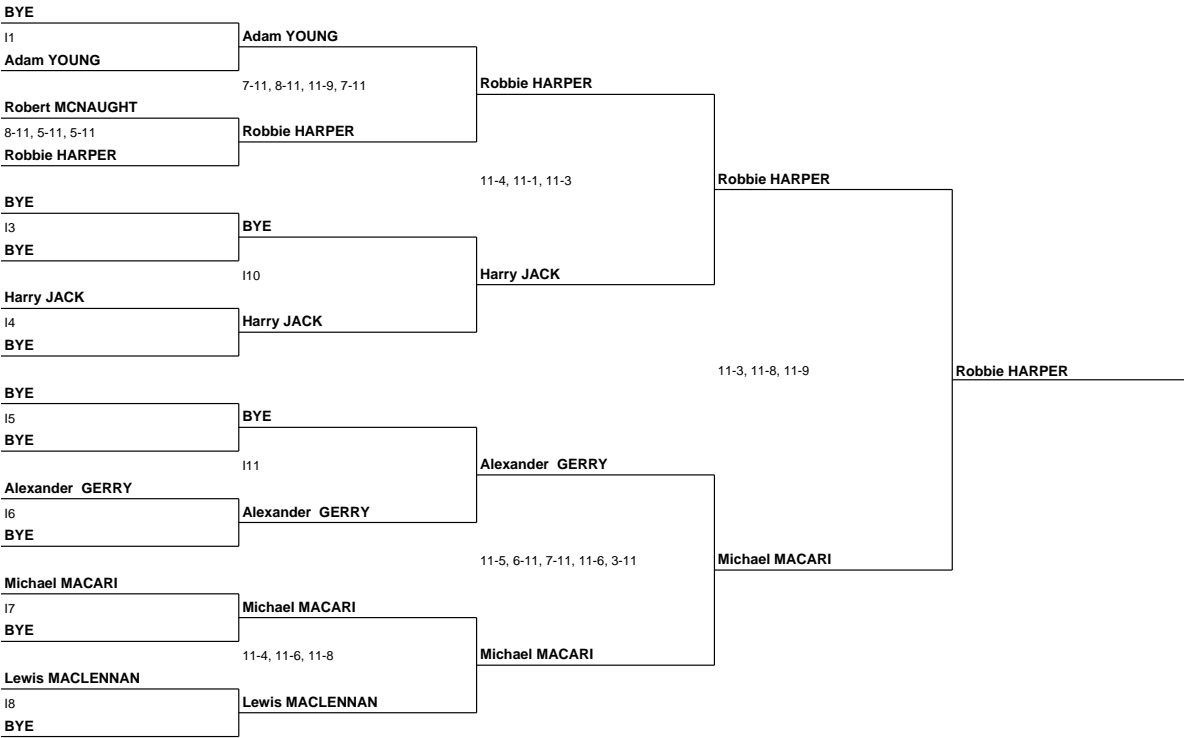 BYE
I1
Adam YOUNG
Adam YOUNG
7-11, 8-11, 11-9, 7-11
Robbie HARPER
Robert MCNAUGHT
8-11, 5-11, 5-11
Robbie HARPER
Robbie HARPER
11-4, 11-1, 11-3
Robbie HARPER
BYE
I3
BYE
BYE
I10
Harry JACK
Harry JACK
I4
BYE
Harry JACK
11-3, 11-8, 11-9
Robbie HARPER
BYE
I5
BYE
BYE
I11
Alexander  GERRY
Alexander  GERRY
I6
BYE
Alexander  GERRY
11-5, 6-11, 7-11, 11-6, 3-11
Michael MACARI
Michael MACARI
I7
BYE
Michael MACARI
11-4, 11-6, 11-8
Michael MACARI
Lewis MACLENNAN
I8
BYE
Lewis MACLENNAN